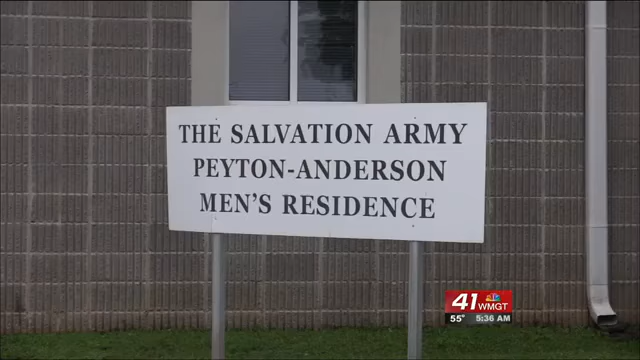 THE SALVATION ARMY
PEYTON-ANDERSON
MEN'S RESIDENCE
41 WMGT
55° 5:36 AM